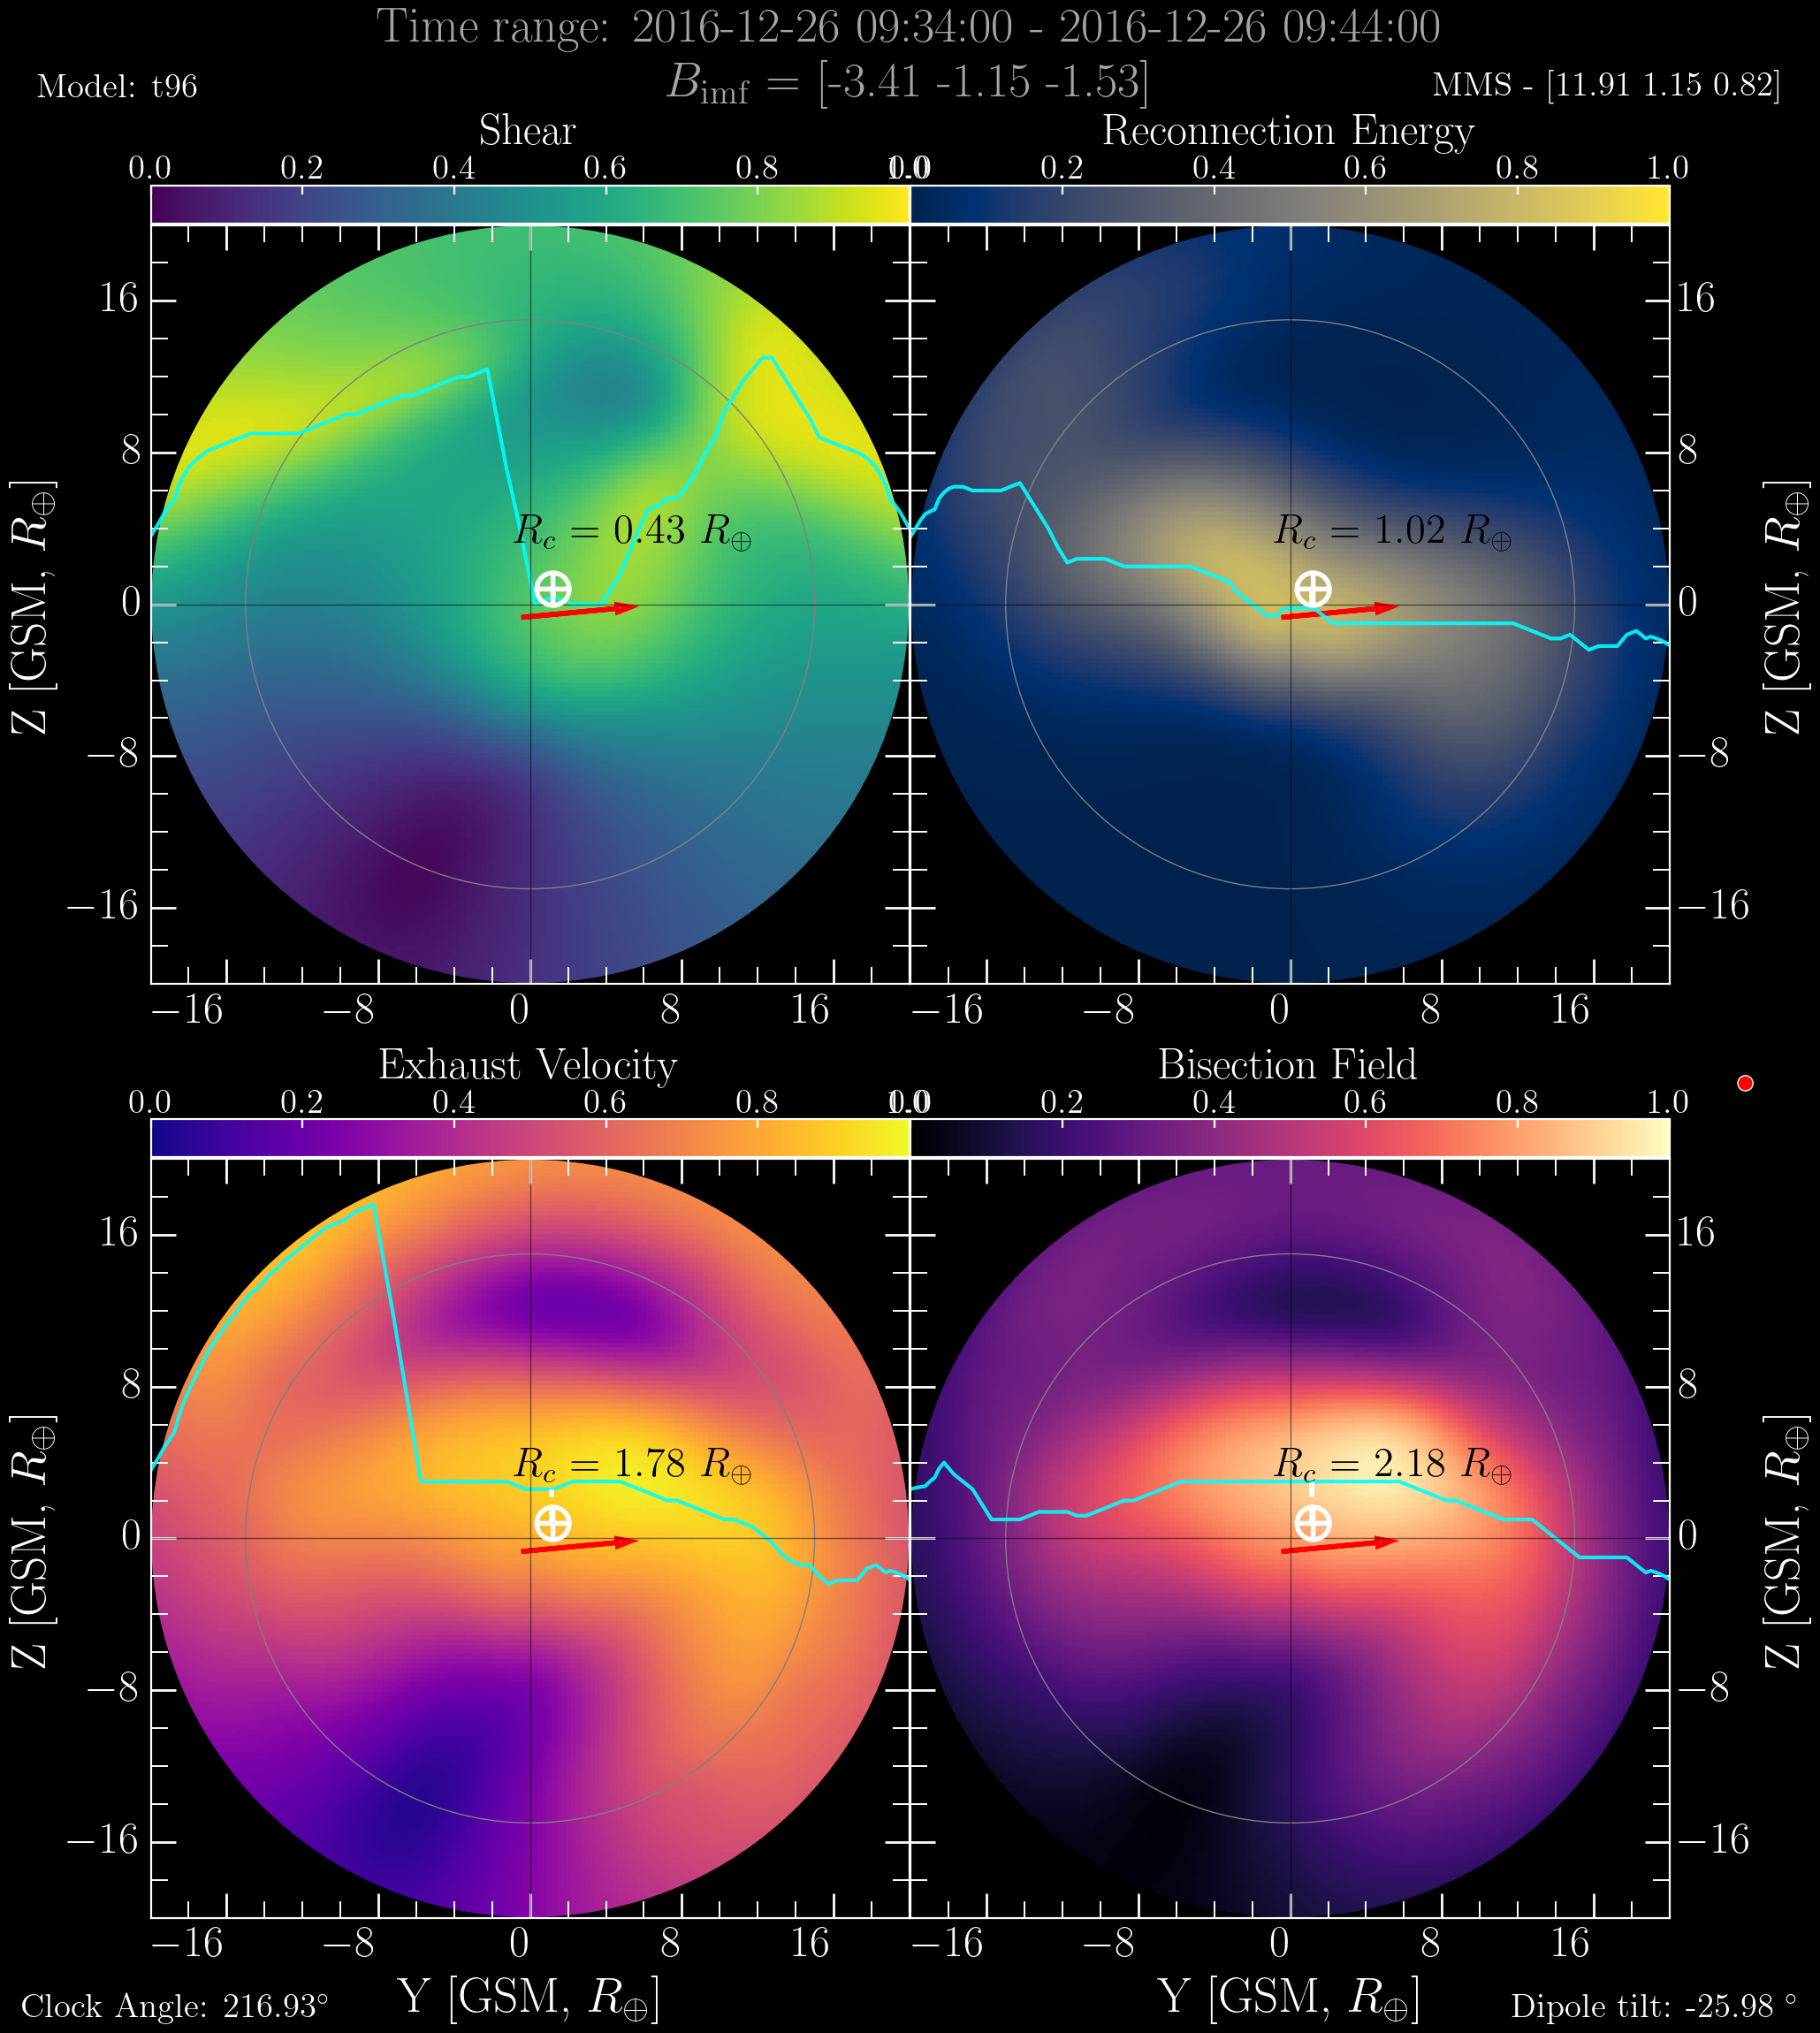 Time range: 2016-12-26 09:34:00 - 2016-12-26 09:44:00
Model: t96
B_imf = [-3.41 -1.15 -1.53]
MMS - [11.91 1.15 0.82]
Shear
Reconnection Energy
0.0 0.2 0.4 0.6 0.8 1.0
0.0 0.2 0.4 0.6 0.8 1.0
16
8
0
−8
−16
Z [GSM, R⊕]
R_c = 0.43 R⊕
R_c = 1.02 R⊕
16
8
0
−8
−16
Z [GSM, R⊕]
−16 −8 0 8 16
−16 −8 0 8 16
Exhaust Velocity
Bisection Field
0.0 0.2 0.4 0.6 0.8 1.0
0.0 0.2 0.4 0.6 0.8 1.0
16
8
0
−8
−16
Z [GSM, R⊕]
R_c = 1.78 R⊕
R_c = 2.18 R⊕
16
8
0
−8
−16
Z [GSM, R⊕]
−16 −8 0 8 16
−16 −8 0 8 16
Clock Angle: 216.93°
Y [GSM, R⊕]
Y [GSM, R⊕]
Dipole tilt: -25.98 °